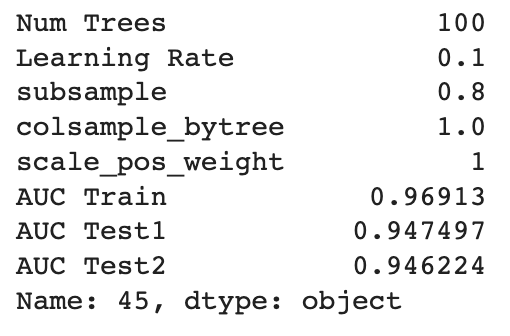 Num Trees 100
Learning Rate 0.1
subsample 0.8
colsample_bytree 1.0
scale_pos_weight 1
AUC Train 0.96913
AUC Test1 0.947497
AUC Test2 0.946224
Name: 45, dtype: object